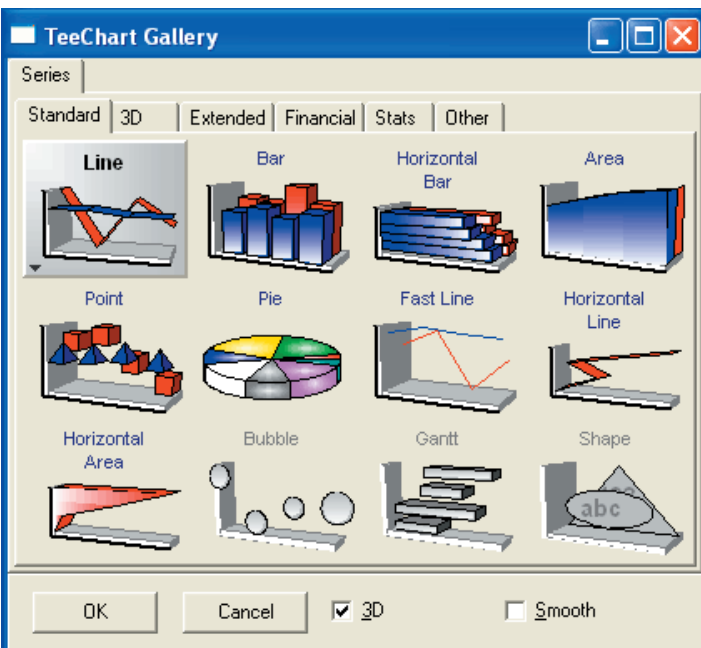 TeeChart Gallery
Series
Standard 3D Extended Financial Stats Other
Line Bar Horizontal Bar Area
Point Pie Fast Line Horizontal Line
Horizontal Area Bubble Gantt Shape
abc
OK Cancel 3D Smooth